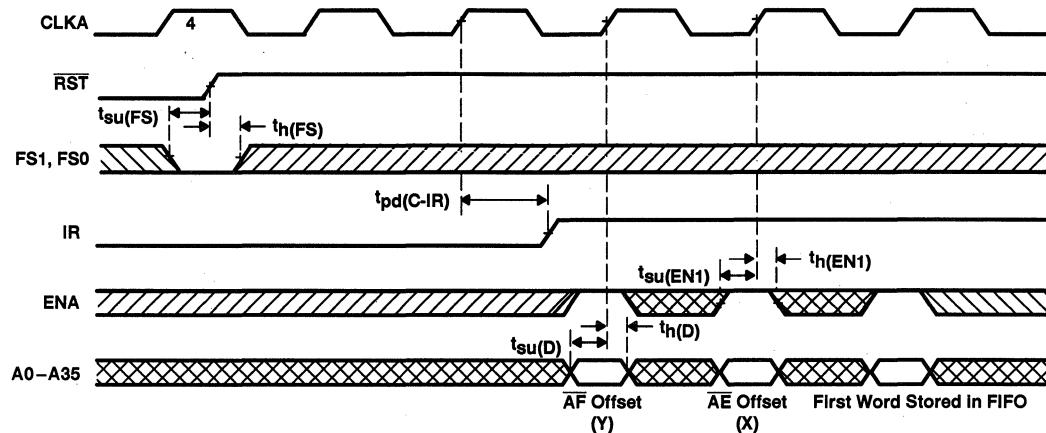 CLKA
4
RST
tsu(FS)
th(FS)
FS1, FS0
tpd(C-IR)
IR
tsu(EN1)
th(EN1)
ENA
tsu(D)
th(D)
A0–A35
AF Offset
(Y)
AE Offset
(X)
First Word Stored in FIFO